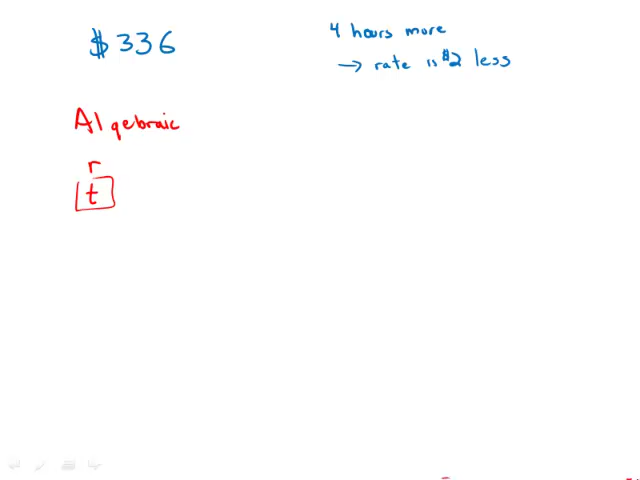 $336
4 hours more
→ rate is $2 less
Algebraic
r
t